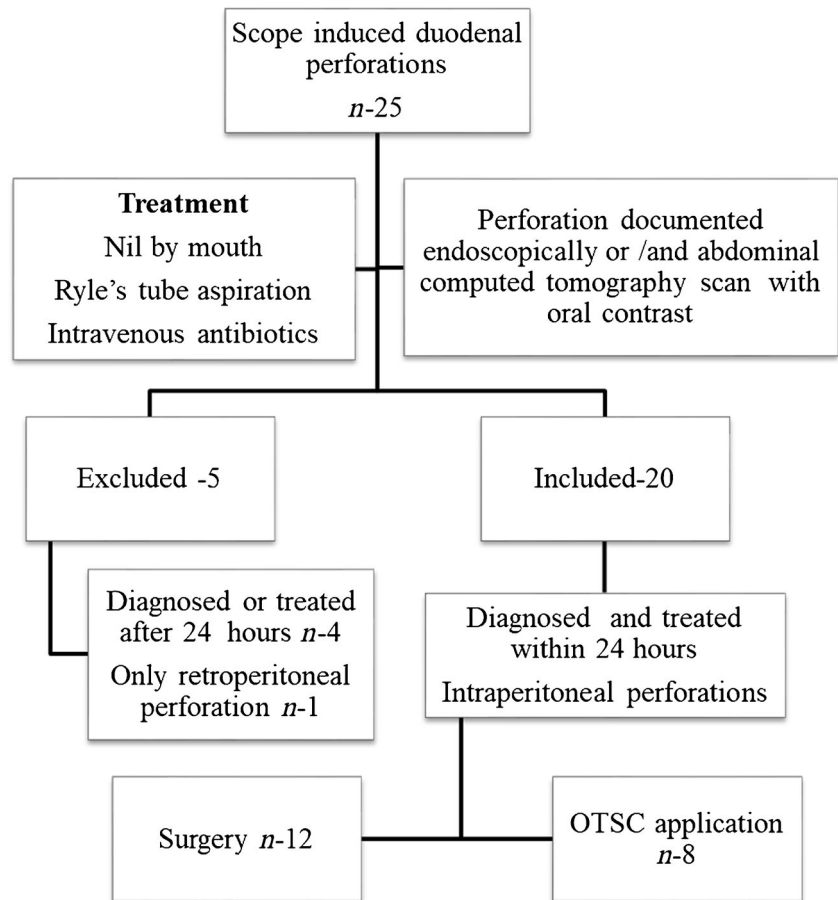 Scope induced duodenal
perforations
n-25
Treatment
Nil by mouth
Ryle's tube aspiration
Intravenous antibiotics
Perforation documented
endoscopically or /and abdominal
computed tomography scan with
oral contrast
Excluded -5
Included-20
Diagnosed or treated
after 24 hours n-4
Only retroperitoneal
perforation n-1
Diagnosed and treated
within 24 hours
Intraperitoneal perforations
Surgery n-12
OTSC application
n-8